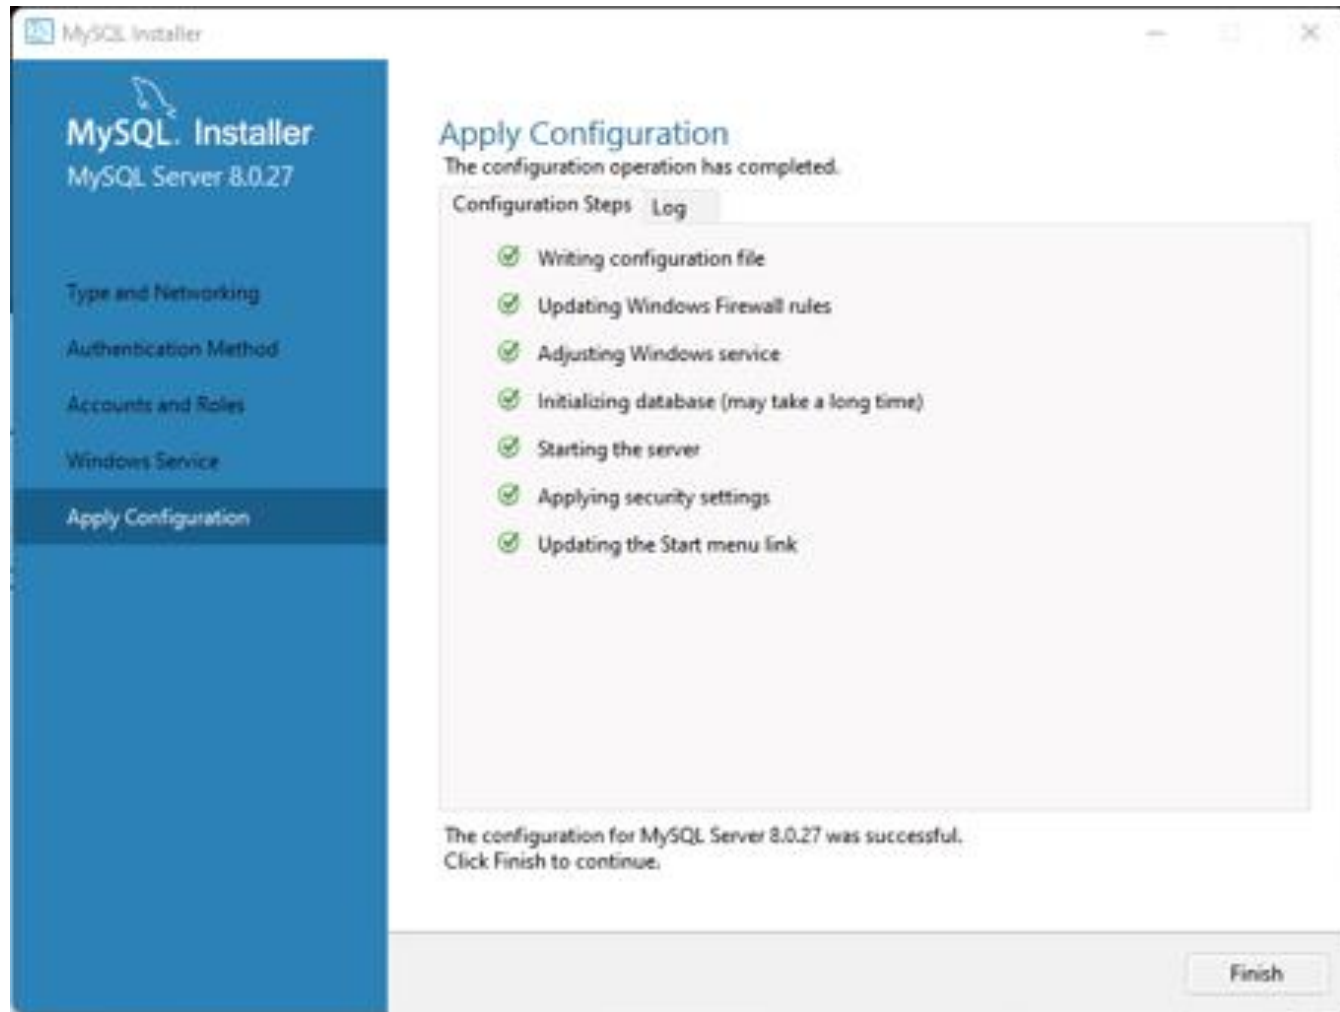 MySQL Installer
MySQL. Installer
MySQL Server 8.0.27
Type and Networking
Authentication Method
Accounts and Roles
Windows Service
Apply Configuration
Apply Configuration
The configuration operation has completed.
Configuration Steps Log
Writing configuration file
Updating Windows Firewall rules
Adjusting Windows service
Initializing database (may take a long time)
Starting the server
Applying security settings
Updating the Start menu link
The configuration for MySQL Server 8.0.27 was successful.
Click Finish to continue.
Finish